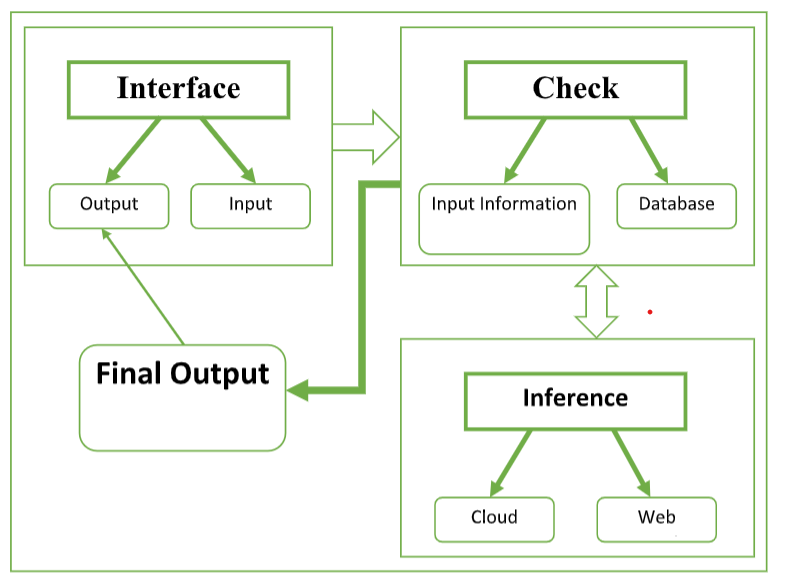 Interface
Check
Output
Input
Input Information
Database
Final Output
Inference
Cloud
Web